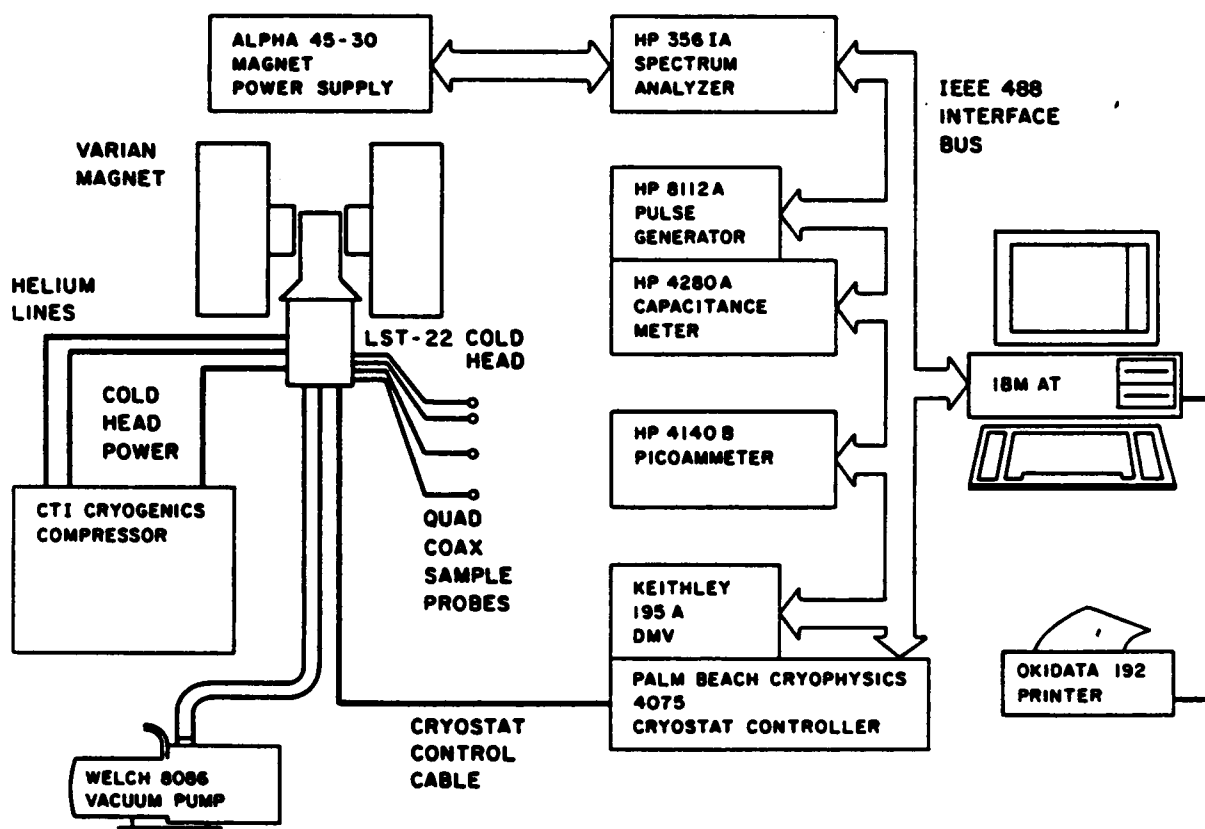 ALPHA 45-30
MAGNET
POWER SUPPLY
HP 3561A
SPECTRUM
ANALYZER
IEEE 488
INTERFACE
BUS
VARIAN
MAGNET
HP 8112A
PULSE
GENERATOR
HP 4280A
CAPACITANCE
METER
HELIUM
LINES
LST-22 COLD
HEAD
COLD
HEAD
POWER
IBM AT
HP 4140B
PICOAMMETER
CTI CRYOGENICS
COMPRESSOR
QUAD
COAX
SAMPLE
PROBES
KEITHLEY
195A
DMV
PALM BEACH CRYOPHYSICS
4075
CRYOSTAT CONTROLLER
OKIDATA 192
PRINTER
CRYOSTAT
CONTROL
CABLE
WELCH 8086
VACUUM PUMP